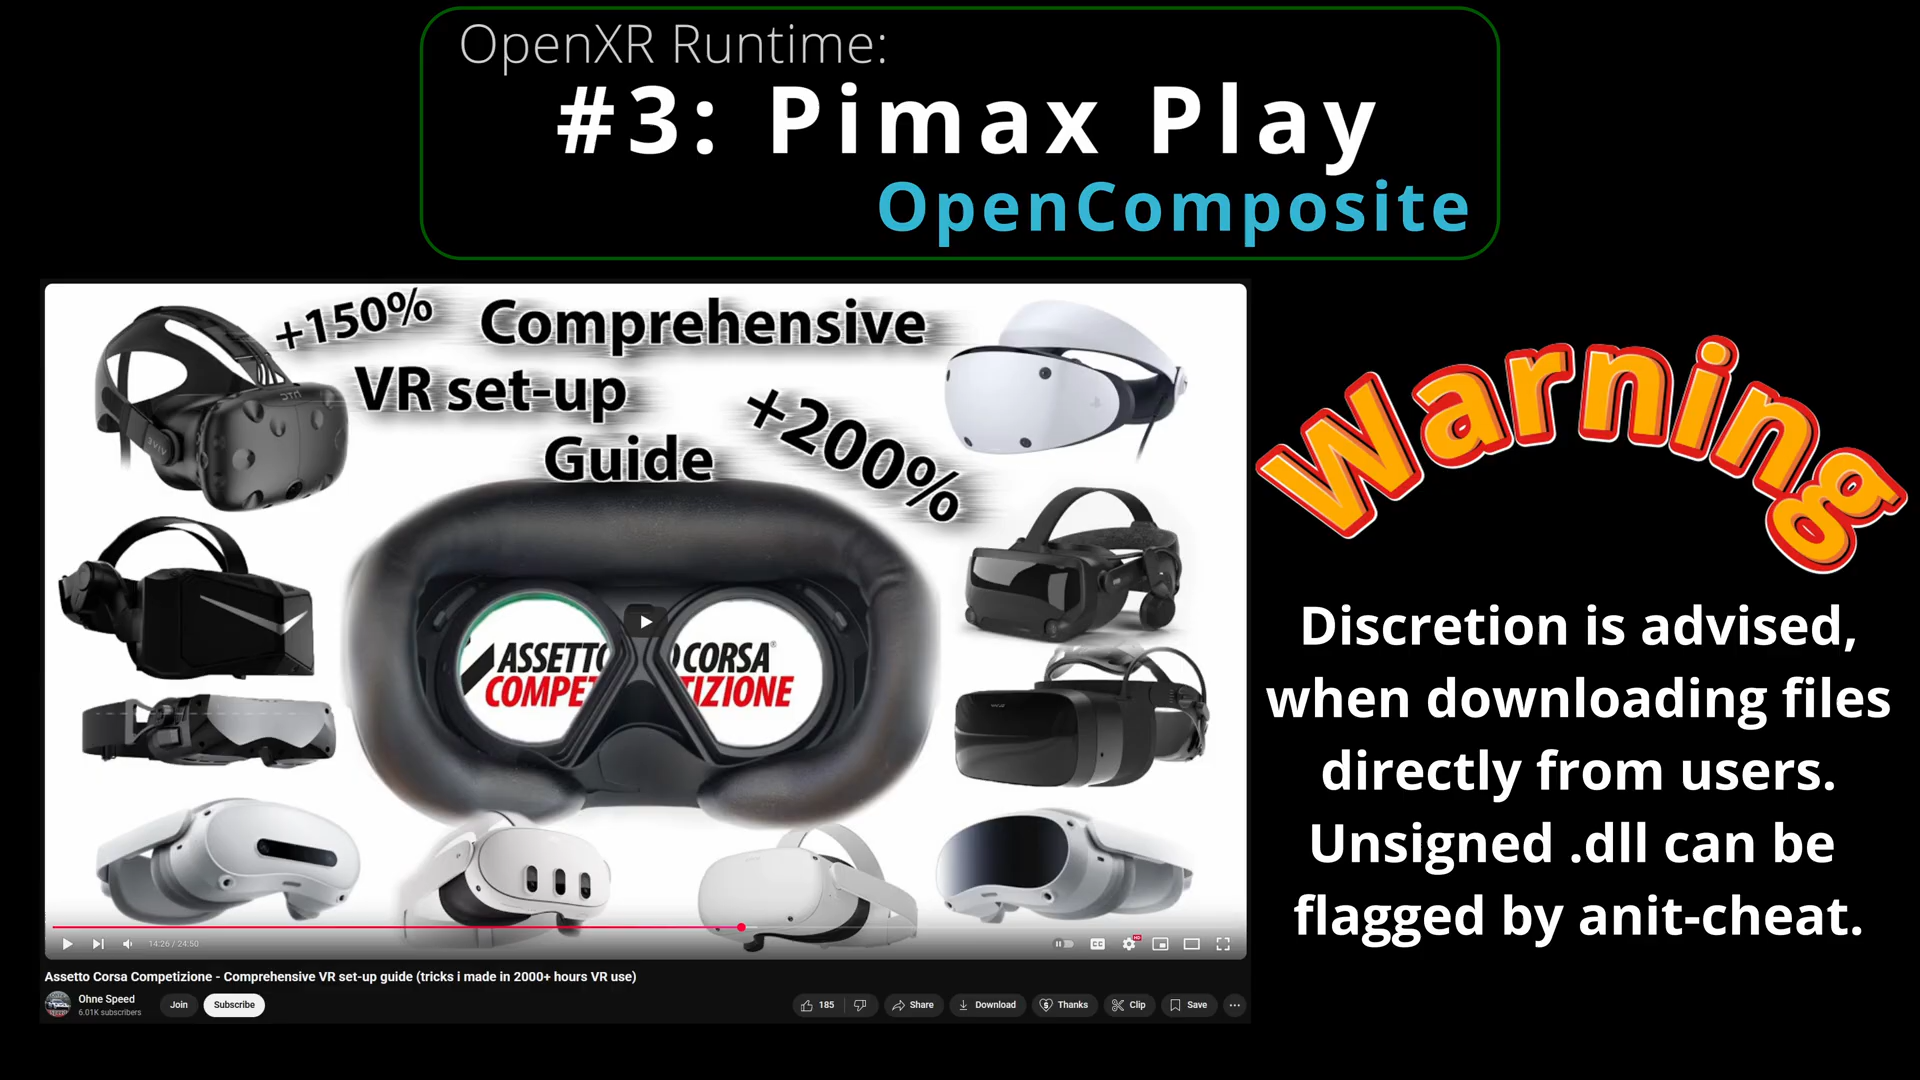 OpenXR Runtime:
#3: Pimax Play
OpenComposite
+150%
Comprehensive
VR set-up
+200%
Guide
ASSETTO CORSA®
COMPETIZIONE
Warning
Discretion is advised,
when downloading files
directly from users.
Unsigned .dll can be
flagged by anit-cheat.
14:26 / 24:50
CC
HD
Assetto Corsa Competizione - Comprehensive VR set-up guide (tricks i made in 2000+ hours VR use)
Ohne Speed
6.01K subscribers
Join
Subscribe
185
Share
Download
Thanks
Clip
Save